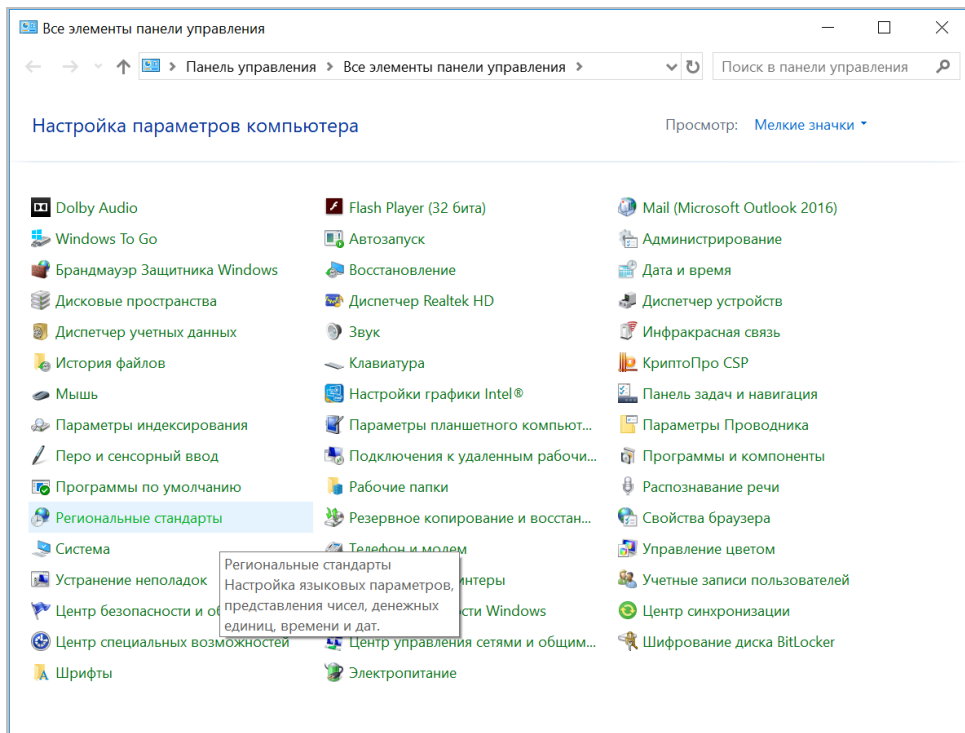 Все элементы панели управления
Панель управления > Все элементы панели управления >
Поиск в панели управления
Настройка параметров компьютера
Просмотр: Мелкие значки
Dolby Audio
Windows To Go
Брандмауэр Защитника Windows
Дисковые пространства
Диспетчер учетных данных
История файлов
Мышь
Параметры индексирования
Перо и сенсорный ввод
Программы по умолчанию
Региональные стандарты
Система
Устранение неполадок
Центр безопасности и об
Центр специальных возможностей
Шрифты
Flash Player (32 бита)
Автозапуск
Восстановление
Диспетчер Realtek HD
Звук
Клавиатура
Настройки графики Intel®
Параметры планшетного компьют...
Подключения к удаленным рабочи...
Рабочие папки
Резервное копирование и восстан...
Телефон и модем
интеры
сти Windows
Центр управления сетями и общим...
Электропитание
Mail (Microsoft Outlook 2016)
Администрирование
Дата и время
Диспетчер устройств
Инфракрасная связь
КриптоПро CSP
Панель задач и навигация
Параметры Проводника
Программы и компоненты
Распознавание речи
Свойства браузера
Управление цветом
Учетные записи пользователей
Центр синхронизации
Шифрование диска BitLocker
Региональные стандарты
Настройка языковых параметров,
представления чисел, денежных
единиц, времени и дат.